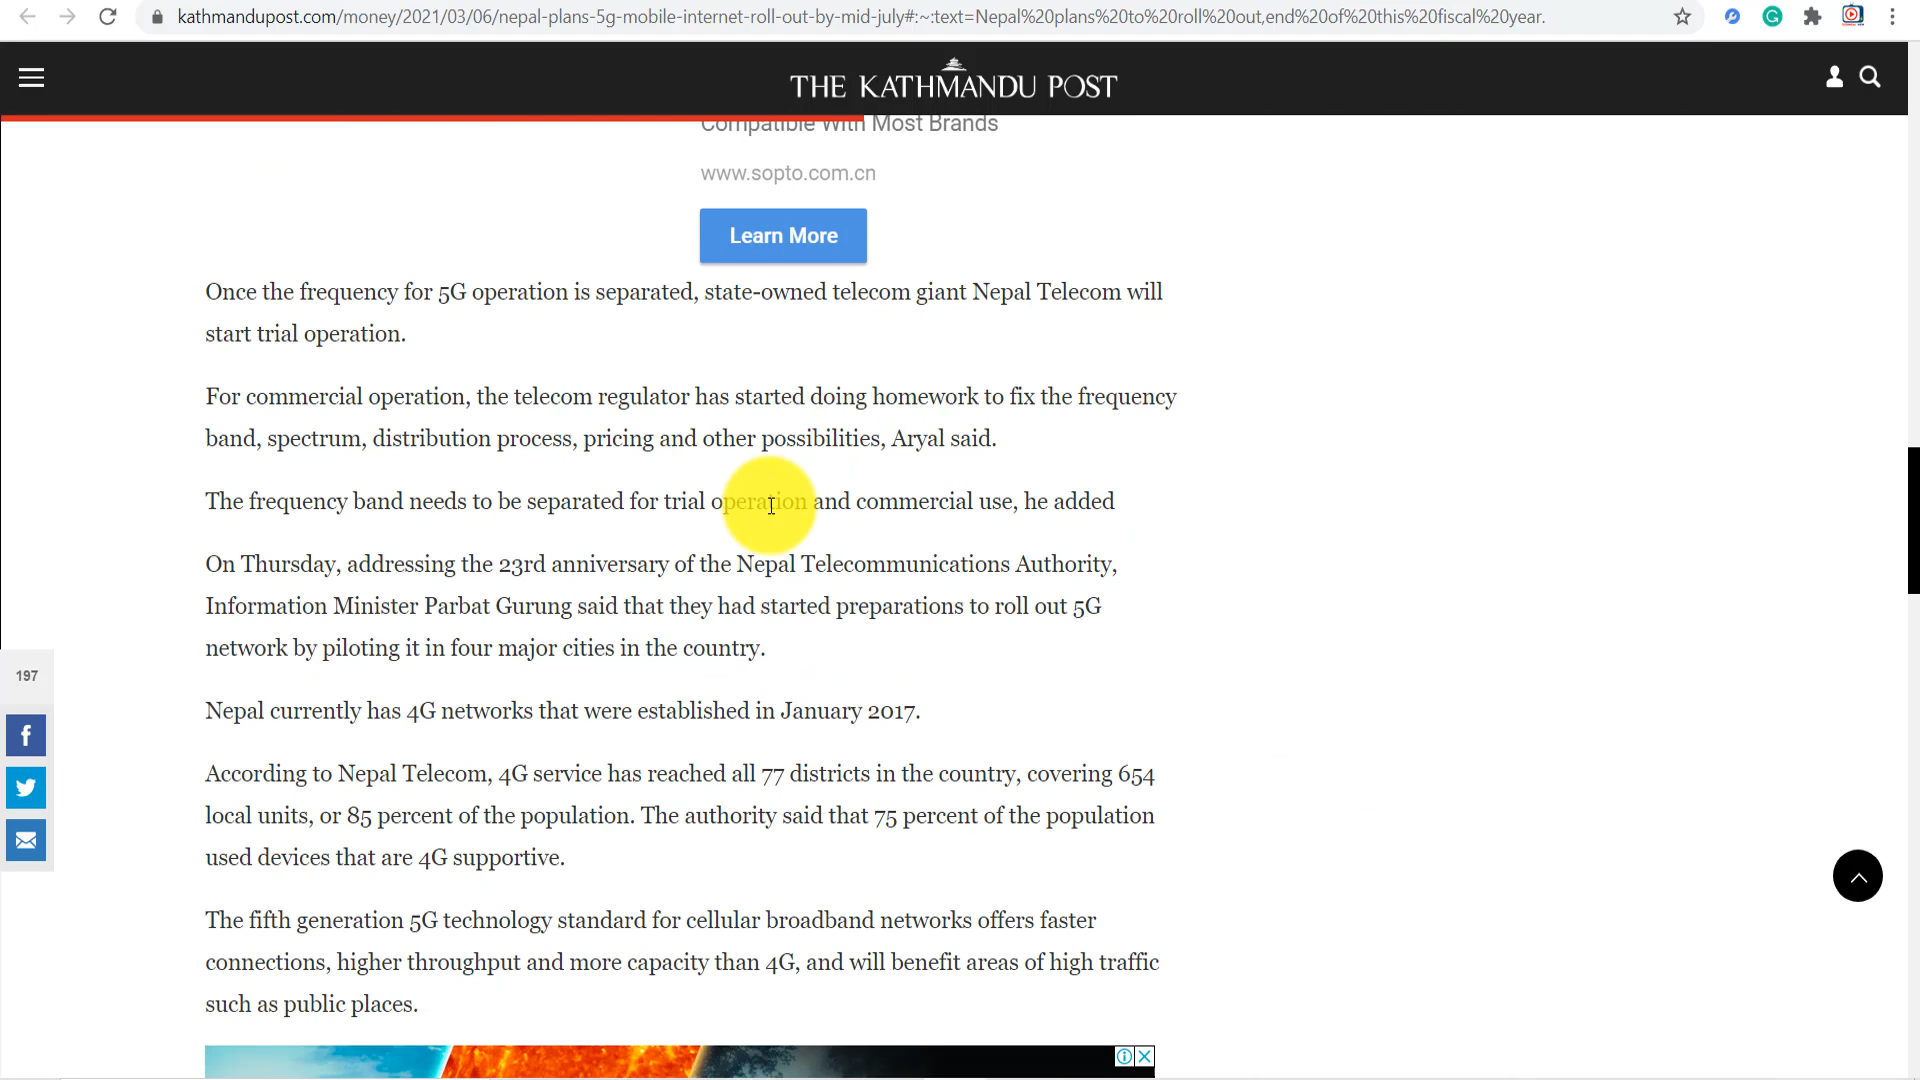 kathmandupost.com/money/2021/03/06/nepal-plans-5g-mobile-internet-roll-out-by-mid-july#:~:text=Nepal%20plans%20to%20roll%20out,end%20of%20this%20fiscal%20year.
THE KATHMANDU POST
Compatible With Most Brands
www.sopto.com.cn
Learn More
Once the frequency for 5G operation is separated, state-owned telecom giant Nepal Telecom will
start trial operation.
For commercial operation, the telecom regulator has started doing homework to fix the frequency
band, spectrum, distribution process, pricing and other possibilities, Aryal said.
The frequency band needs to be separated for trial operation and commercial use, he added
On Thursday, addressing the 23rd anniversary of the Nepal Telecommunications Authority,
Information Minister Parbat Gurung said that they had started preparations to roll out 5G
network by piloting it in four major cities in the country.
197
Nepal currently has 4G networks that were established in January 2017.
According to Nepal Telecom, 4G service has reached all 77 districts in the country, covering 654
local units, or 85 percent of the population. The authority said that 75 percent of the population
used devices that are 4G supportive.
The fifth generation 5G technology standard for cellular broadband networks offers faster
connections, higher throughput and more capacity than 4G, and will benefit areas of high traffic
such as public places.